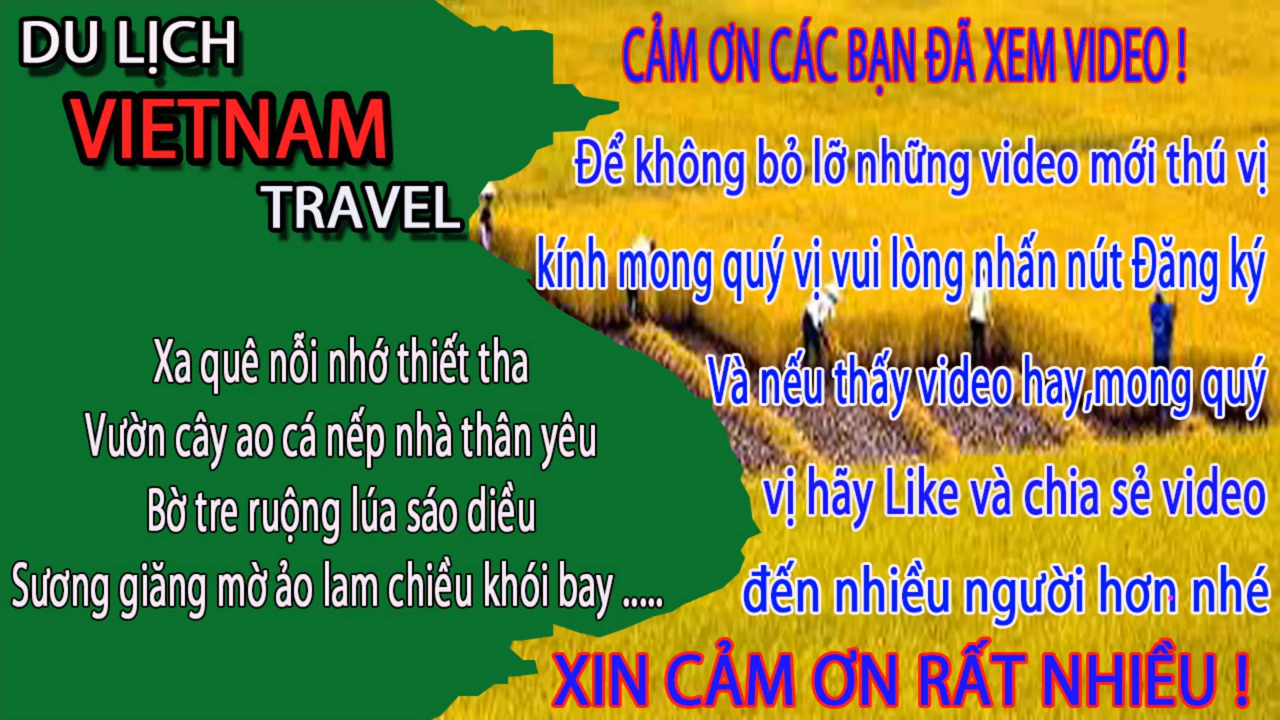 DU LỊCH
VIETNAM
TRAVEL
Xa quê nỗi nhớ thiết tha
Vườn cây ao cá nếp nhà thân yêu
Bờ tre ruộng lúa sáo diều
Sương giăng mờ ảo lam chiều khói bay .....
CẢM ƠN CÁC BẠN ĐÃ XEM VIDEO !
Để không bỏ lỡ những video mới thú vị
kính mong quý vị vui lòng nhấn nút Đăng ký
Và nếu thấy video hay,mong quý
vị hãy Like và chia sẻ video
đến nhiều người hơn nhé
XIN CẢM ƠN RẤT NHIỀU !